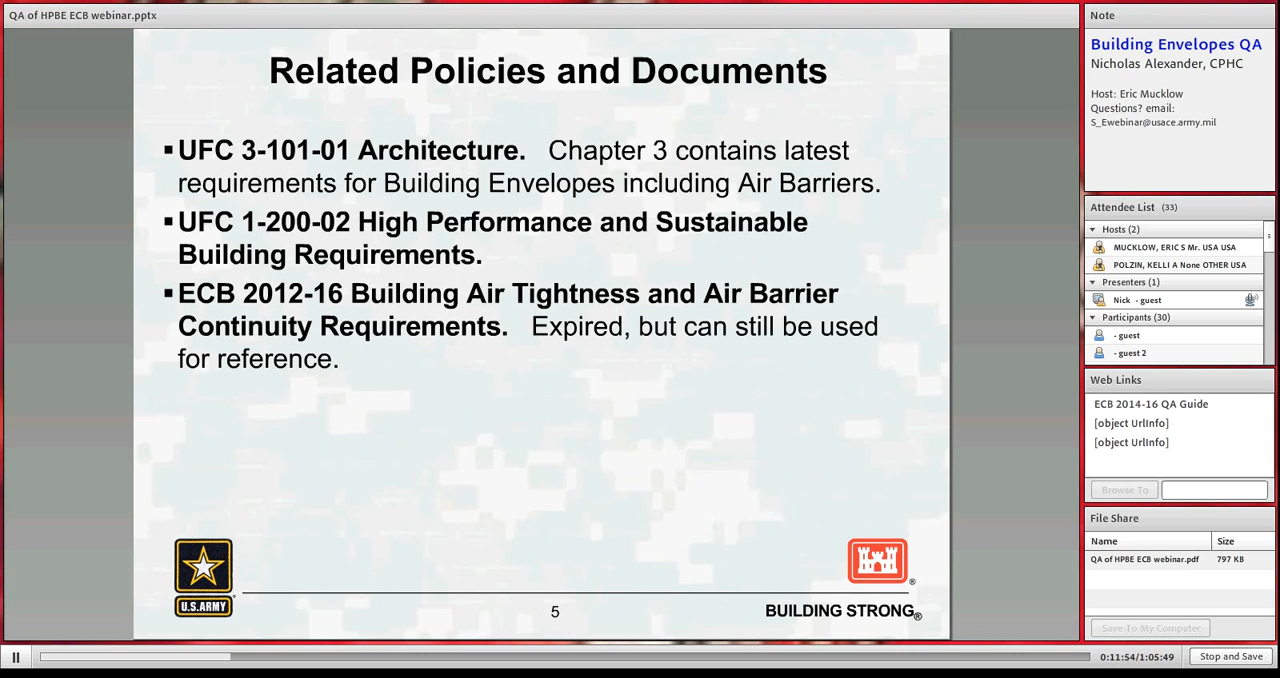 QA of HPBE ECB webinar.pptx
Related Policies and Documents
▪UFC 3-101-01 Architecture. Chapter 3 contains latest
requirements for Building Envelopes including Air Barriers.
▪UFC 1-200-02 High Performance and Sustainable
Building Requirements.
▪ECB 2012-16 Building Air Tightness and Air Barrier
Continuity Requirements. Expired, but can still be used
for reference.
U.S.ARMY
5
BUILDING STRONG®
Note
Building Envelopes QA
Nicholas Alexander, CPHC
Host: Eric Mucklow
Questions? email:
S_Ewebinar@usace.army.mil
Attendee List (33)
Hosts (2)
MUCKLOW, ERIC S Mr. USA USA
POLZIN, KELLI A None OTHER USA
Presenters (1)
Nick - guest
Participants (30)
- guest
- guest 2
Web Links
ECB 2014-16 QA Guide
[object UrlInfo]
[object UrlInfo]
Browse To
File Share
Name Size
QA of HPBE ECB webinar.pdf 797 KB
Save To My Computer
0:11:54/1:05:49 Stop and Save